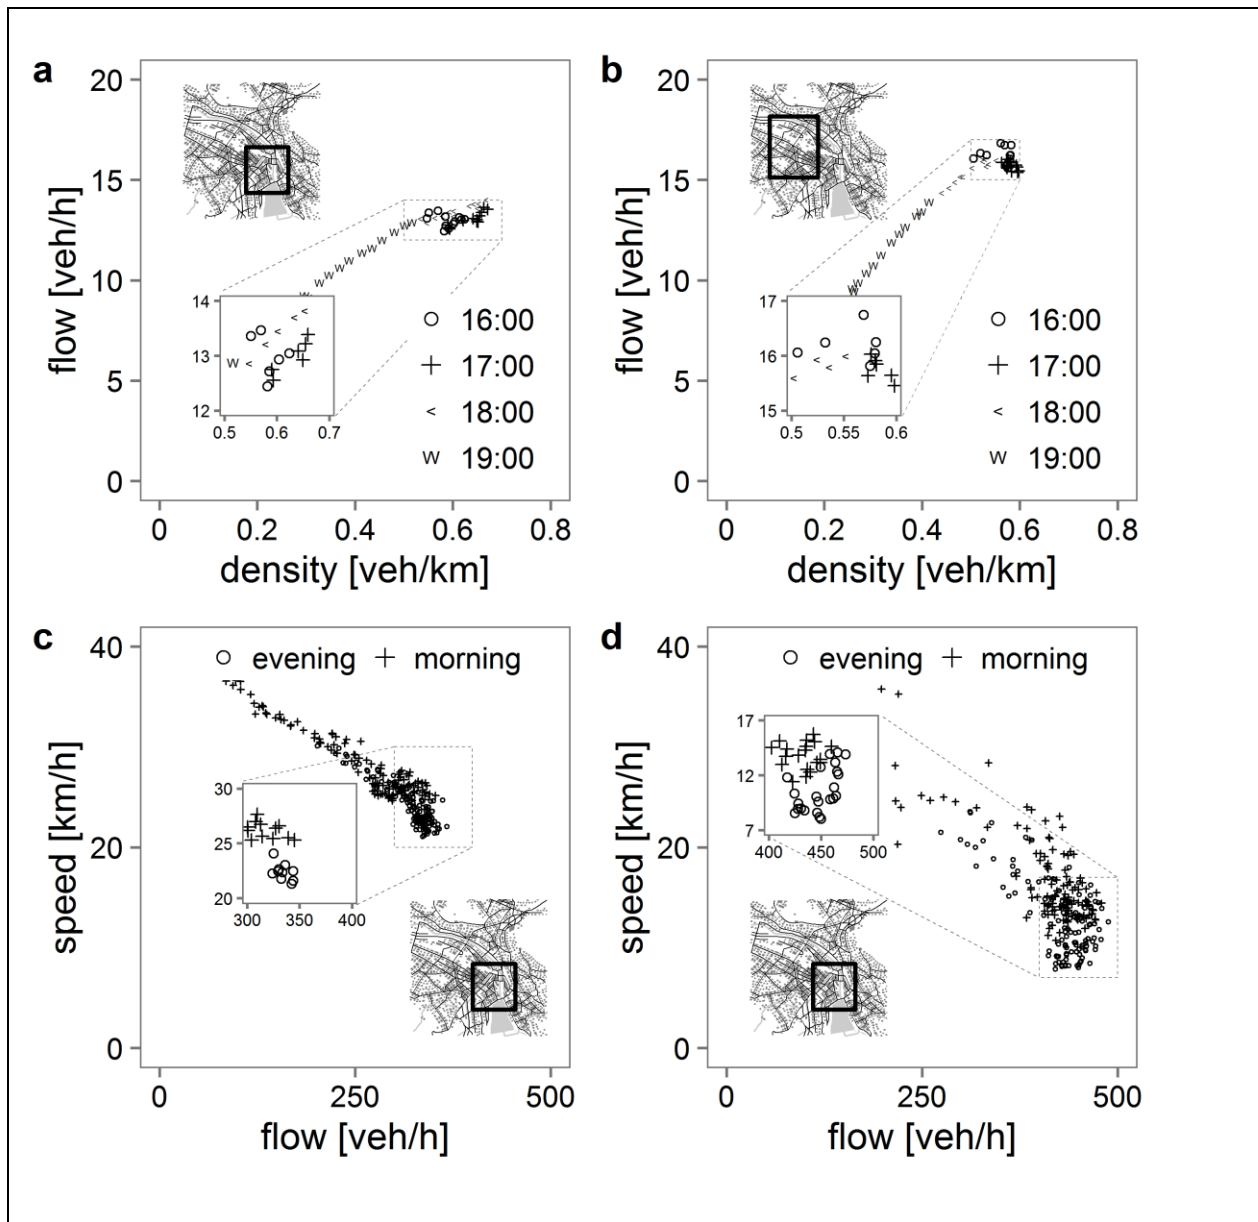 a
20
15
10
5
0
flow [veh/h]
14
13
12
0.5 0.6 0.7
16:00
17:00
18:00
19:00
0 0.2 0.4 0.6 0.8
density [veh/km]
b
20
15
10
5
0
flow [veh/h]
17
16
15
0.5 0.55 0.6
16:00
17:00
18:00
19:00
0 0.2 0.4 0.6 0.8
density [veh/km]
c
evening morning
40
20
0
speed [km/h]
30
25
20
300 350 400
0 250 500
flow [veh/h]
d
evening morning
40
20
0
speed [km/h]
17
12
7
400 450 500
0 250 500
flow [veh/h]